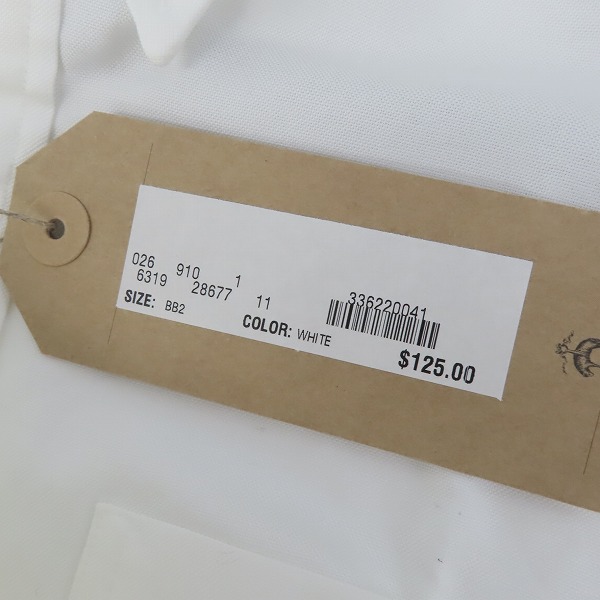 026 910 1
6319 28677 11
336220041
SIZE: BB2 COLOR: WHITE
$125.00